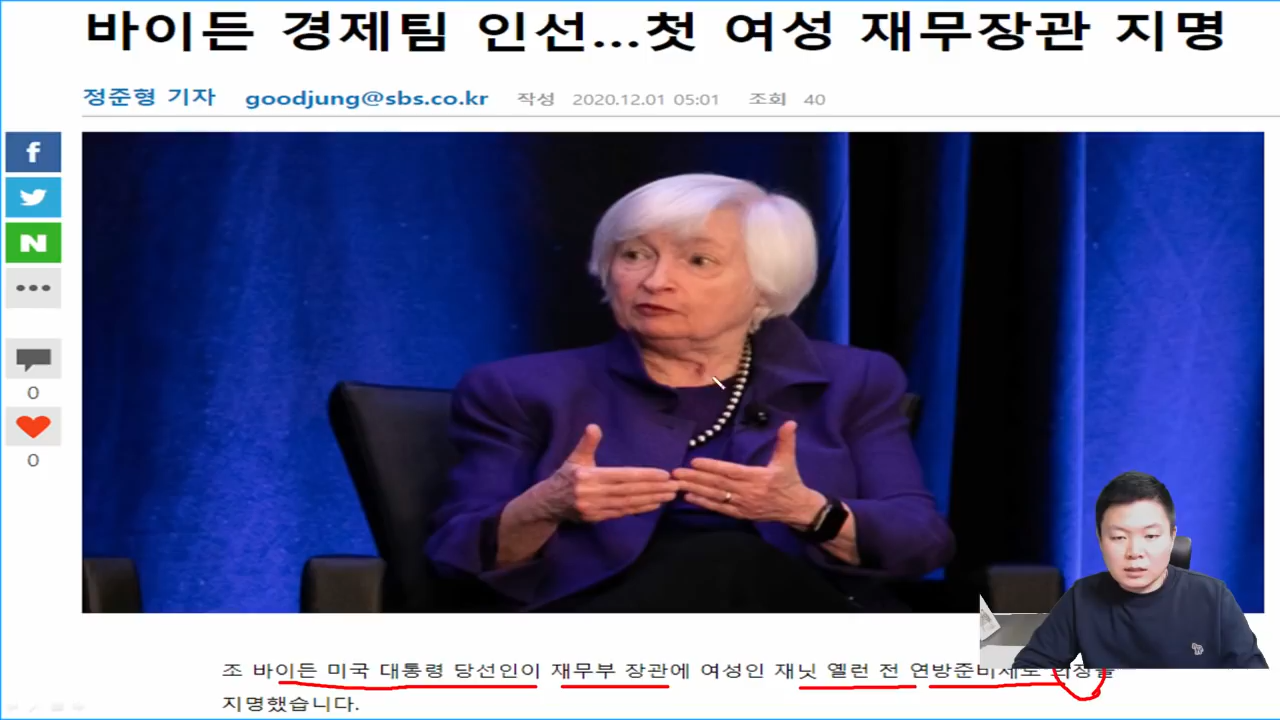 바이든 경제팀 인선...첫 여성 재무장관 지명
정준형 기자 goodjung@sbs.co.kr 작성 2020.12.01 05:01 조회 40
f
N
0
0
조 바이든 미국 대통령 당선인이 재무부 장관에 여성인 재닛 옐런 전 연방준비제도 의장을
지명했습니다.